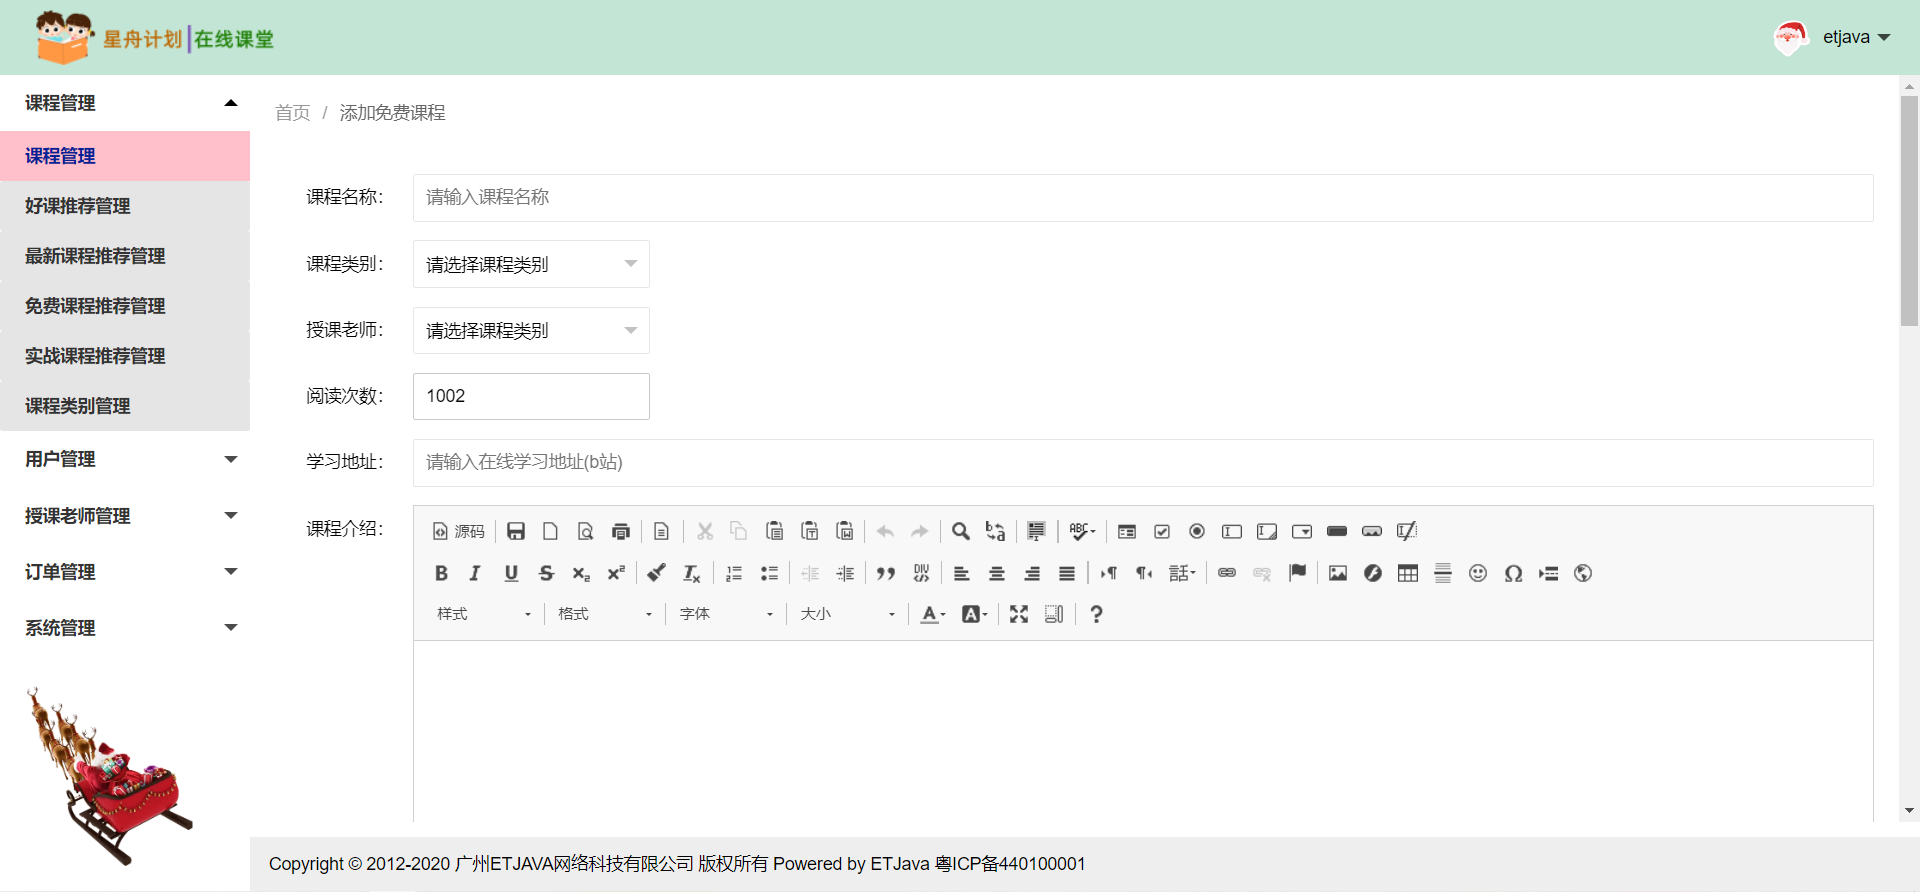 星舟计划|在线课堂
etjava
课程管理
课程管理
好课推荐管理
最新课程推荐管理
免费课程推荐管理
实战课程推荐管理
课程类别管理
用户管理
授课老师管理
订单管理
系统管理
首页 / 添加免费课程
课程名称： 请输入课程名称
课程类别： 请选择课程类别
授课老师： 请选择课程类别
阅读次数： 1002
学习地址： 请输入在线学习地址(b站)
课程介绍：
源码
样式 格式 字体 大小
Copyright © 2012-2020 广州ETJAVA网络科技有限公司 版权所有 Powered by ETJava 粤ICP备440100001